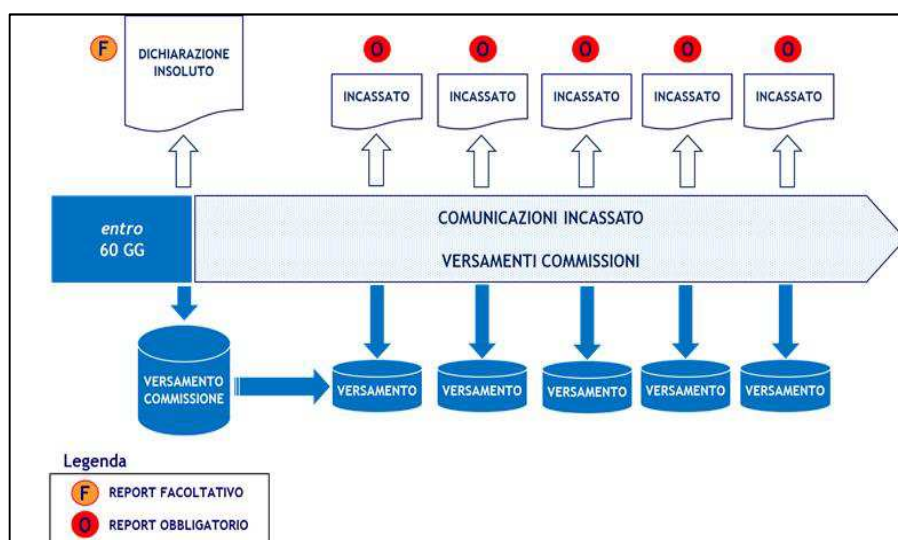 F
DICHIARAZIONE
INSOLUTO
O
O
O
O
O
INCASSATO
INCASSATO
INCASSATO
INCASSATO
INCASSATO
entro
60 GG
COMUNICAZIONI INCASSATO
VERSAMENTI COMMISSIONI
VERSAMENTO
COMMISSIONE
VERSAMENTO
VERSAMENTO
VERSAMENTO
VERSAMENTO
VERSAMENTO
Legenda
F REPORT FACOLTATIVO
O REPORT OBBLIGATORIO